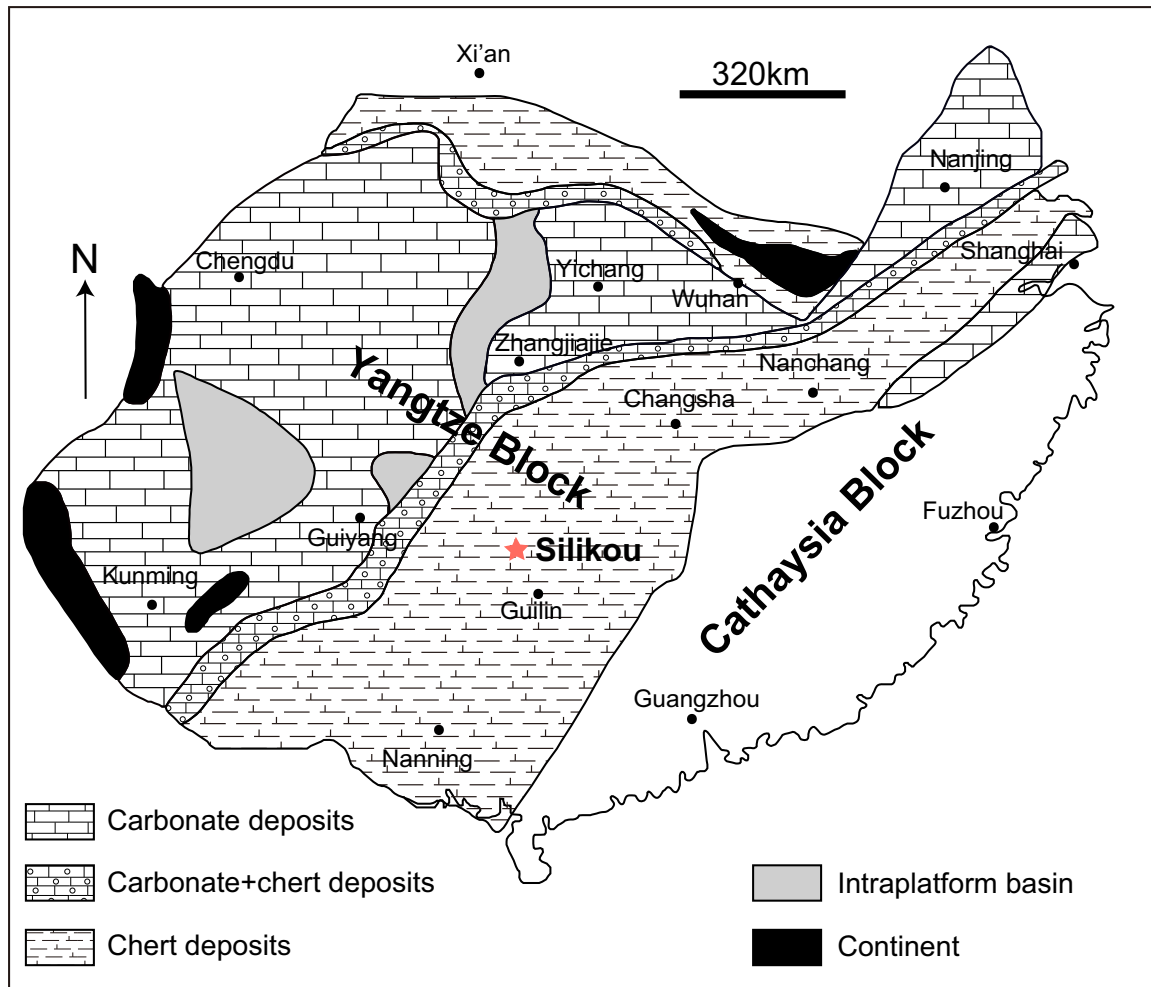 Xi’an
320km
Nanjing
N
Chengdu
Yichang
Shanghai
Wuhan
Zhangjiajie
Nanchang
Changsha
Yangtze Block
Cathaysia Block
Fuzhou
Guiyang
Silikou
Kunming
Guilin
Guangzhou
Nanning
Carbonate deposits
Carbonate+chert deposits
Chert deposits
Intraplatform basin
Continent